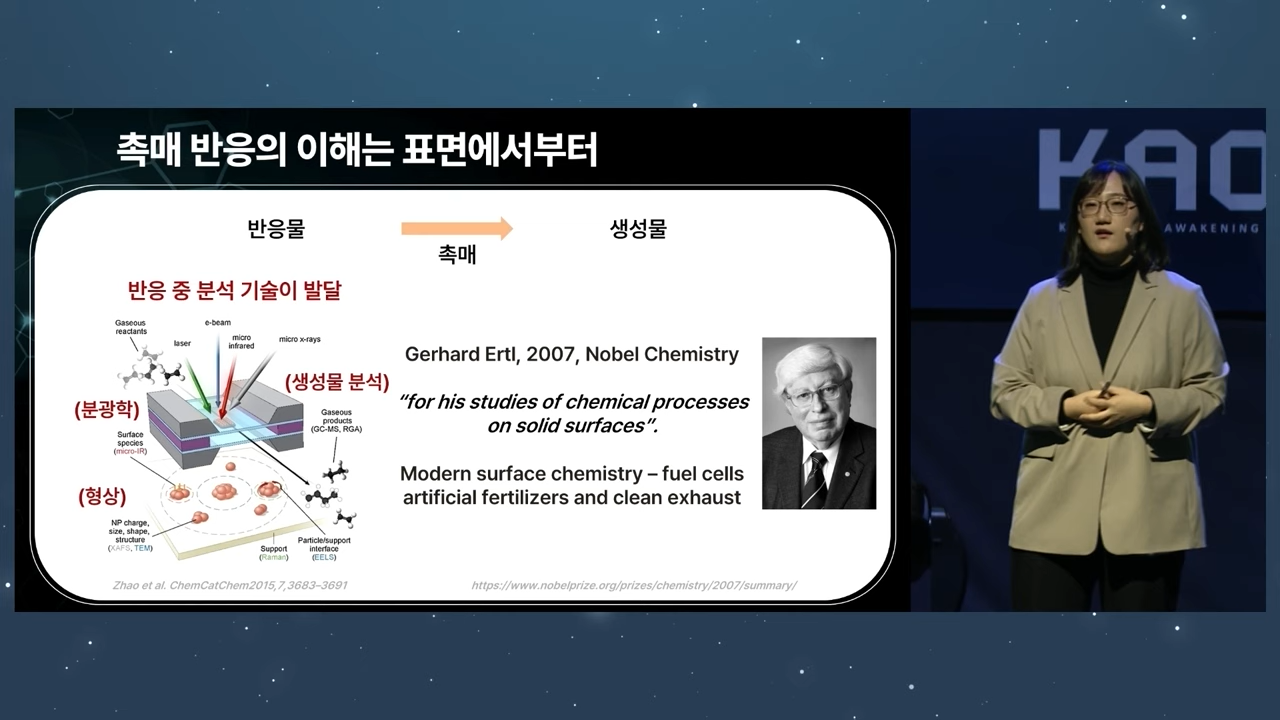 촉매 반응의 이해는 표면에서부터
반응물
촉매
생성물
반응 중 분석 기술이 발달
Gaseous
reactants
laser
e-beam
micro
infrared
micro x-rays
(생성물 분석)
(분광학)
Gaseous
products
(GC-MS, RGA)
Surface
species
(micro-IR)
(형상)
NP charge,
size, shape,
structure
(XAFS, TEM)
Support
(Raman)
Particle/support
interface
(EELS)
Zhao et al. ChemCatChem2015,7,3683–3691
Gerhard Ertl, 2007, Nobel Chemistry
"for his studies of chemical processes
on solid surfaces".
Modern surface chemistry – fuel cells
artificial fertilizers and clean exhaust
https://www.nobelprize.org/prizes/chemistry/2007/summary/
KAO
AWAKENING